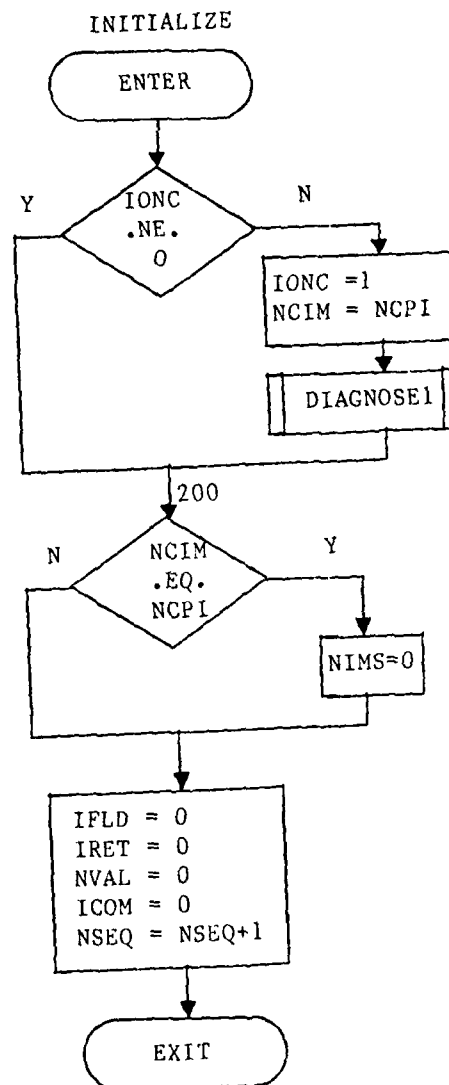 INITIALIZE
ENTER
Y
IONC
.NE.
0
N
IONC =1
NCIM = NCPI
DIAGNOSE1
200
N
NCIM
.EQ.
NCPI
Y
NIMS=0
IFLD = 0
IRET = 0
NVAL = 0
ICOM = 0
NSEQ = NSEQ+1
EXIT